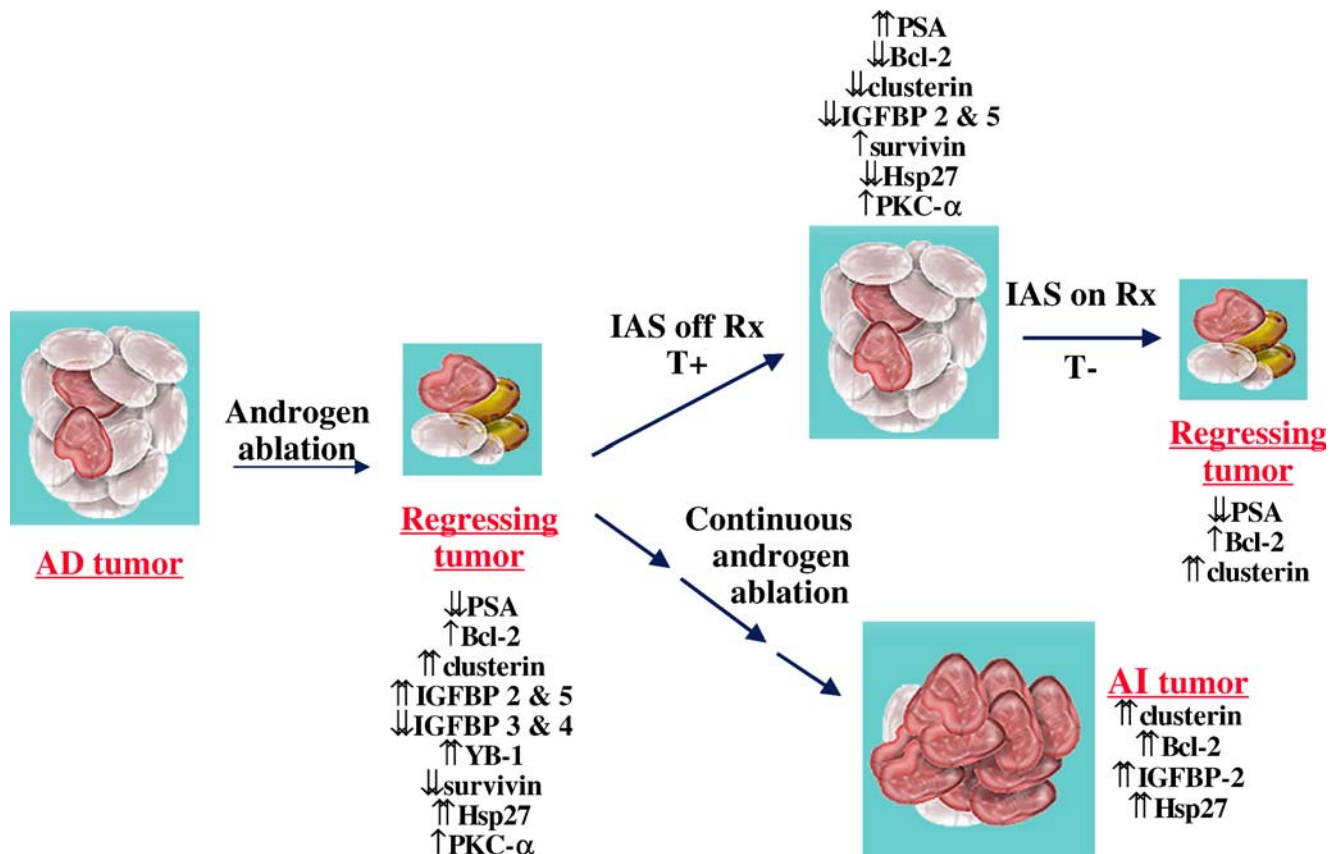 AD tumor
Androgen
ablation
Regressing
tumor
⇊PSA
↑Bcl-2
⇈clusterin
⇈IGFBP 2 & 5
⇊IGFBP 3 & 4
⇈YB-1
⇊survivin
⇈Hsp27
↑PKC-α
IAS off Rx
T+
⇈PSA
⇊Bcl-2
⇊clusterin
⇊IGFBP 2 & 5
↑survivin
⇊Hsp27
↑PKC-α
IAS on Rx
T-
Regressing
tumor
⇊PSA
↑Bcl-2
⇈clusterin
Continuous
androgen
ablation
AI tumor
⇈clusterin
⇈Bcl-2
⇈IGFBP-2
⇈Hsp27